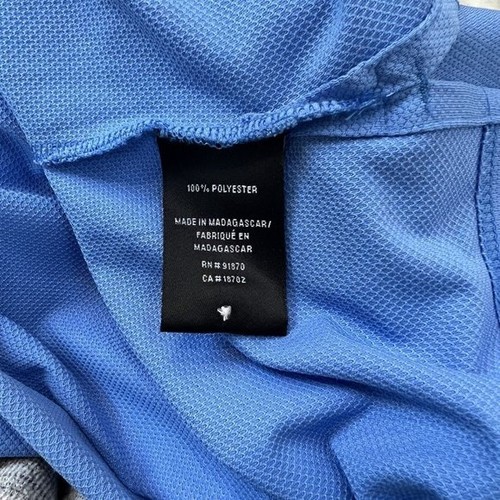 100% POLYESTER
MADE IN MADAGASCAR/
FABRIQUÉ EN
MADAGASCAR
RN# 91870
CA#18702